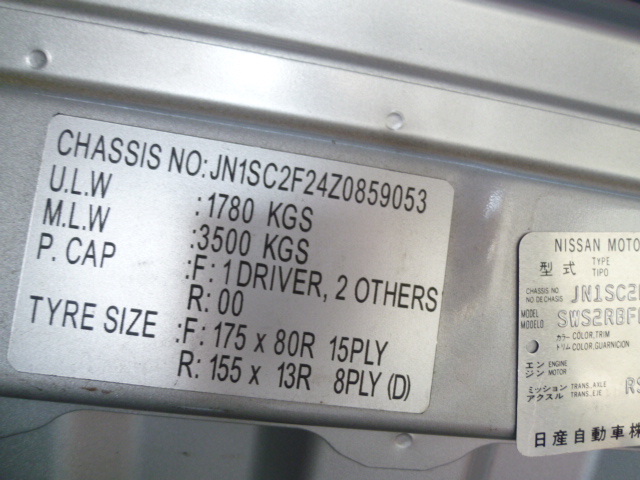 CHASSIS NO: JN1SC2F24Z0859053
U.L.W :1780 KGS
M.L.W :3500 KGS
P. CAP :F: 1 DRIVER, 2 OTHERS
R: 00
TYRE SIZE :F: 175 x 80R 15PLY
R: 155 x 13R 8PLY (D)
NISSAN MOTO
型式 TYPE TIPO
CHASSIS NO
NO DE CHASIS JN1SC2
MODEL
MODELO SWS2RBF
カラー COLOR, TRIM
トリム COLOR, GUARNICION
エンジン ENGINE MOTOR
ミッション TRANS. AXLE RS
アクスル TRANS., EJE
日産自動車機